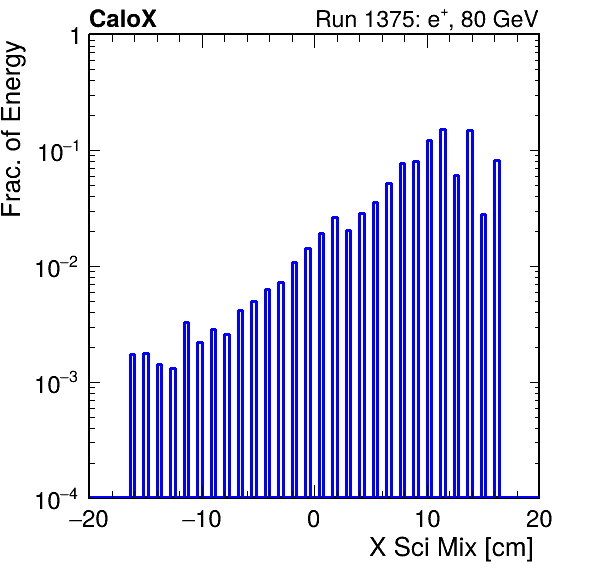 CaloX Run 1375: e⁺, 80 GeV
Frac. of Energy
1
10⁻¹
10⁻²
10⁻³
10⁻⁴
−20 −10 0 10 20
X Sci Mix [cm]